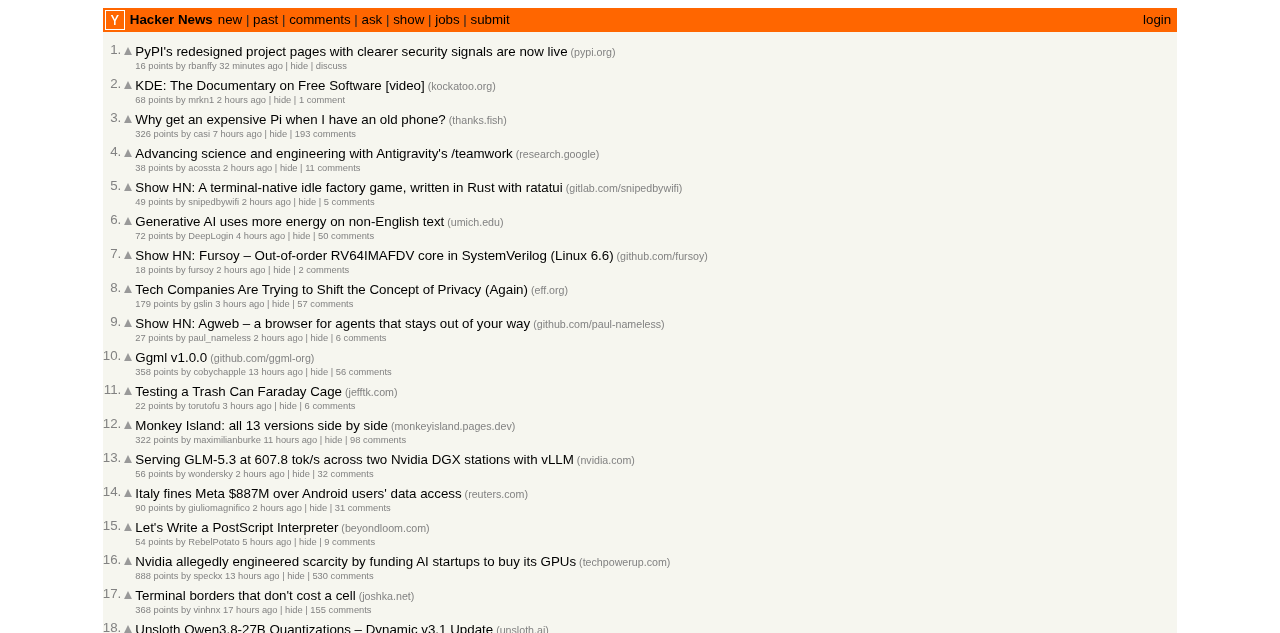 Y Hacker News new | past | comments | ask | show | jobs | submit login
1. ▲ PyPI's redesigned project pages with clearer security signals are now live (pypi.org)
16 points by rbanffy 32 minutes ago | hide | discuss
2. ▲ KDE: The Documentary on Free Software [video] (kockatoo.org)
68 points by mrkn1 2 hours ago | hide | 1 comment
3. ▲ Why get an expensive Pi when I have an old phone? (thanks.fish)
326 points by casi 7 hours ago | hide | 193 comments
4. ▲ Advancing science and engineering with Antigravity's /teamwork (research.google)
38 points by acossta 2 hours ago | hide | 11 comments
5. ▲ Show HN: A terminal-native idle factory game, written in Rust with ratatui (gitlab.com/snipedbywifi)
49 points by snipedbywifi 2 hours ago | hide | 5 comments
6. ▲ Generative AI uses more energy on non-English text (umich.edu)
72 points by DeepLogin 4 hours ago | hide | 50 comments
7. ▲ Show HN: Fursoy – Out-of-order RV64IMAFDV core in SystemVerilog (Linux 6.6) (github.com/fursoy)
18 points by fursoy 2 hours ago | hide | 2 comments
8. ▲ Tech Companies Are Trying to Shift the Concept of Privacy (Again) (eff.org)
179 points by gslin 3 hours ago | hide | 57 comments
9. ▲ Show HN: Agweb – a browser for agents that stays out of your way (github.com/paul-nameless)
27 points by paul_nameless 2 hours ago | hide | 6 comments
10. ▲ Ggml v1.0.0 (github.com/ggml-org)
358 points by cobychapple 13 hours ago | hide | 56 comments
11. ▲ Testing a Trash Can Faraday Cage (jefftk.com)
22 points by torutofu 3 hours ago | hide | 6 comments
12. ▲ Monkey Island: all 13 versions side by side (monkeyisland.pages.dev)
322 points by maximilianburke 11 hours ago | hide | 98 comments
13. ▲ Serving GLM-5.3 at 607.8 tok/s across two Nvidia DGX stations with vLLM (nvidia.com)
56 points by wondersky 2 hours ago | hide | 32 comments
14. ▲ Italy fines Meta $887M over Android users' data access (reuters.com)
90 points by giuliomagnifico 2 hours ago | hide | 31 comments
15. ▲ Let's Write a PostScript Interpreter (beyondloom.com)
54 points by RebelPotato 5 hours ago | hide | 9 comments
16. ▲ Nvidia allegedly engineered scarcity by funding AI startups to buy its GPUs (techpowerup.com)
888 points by speckx 13 hours ago | hide | 530 comments
17. ▲ Terminal borders that don't cost a cell (joshka.net)
368 points by vinhnx 17 hours ago | hide | 155 comments
18. ▲ Unsloth Qwen3.8-27B Quantizations – Dynamic v3.1 Update (unsloth.ai)